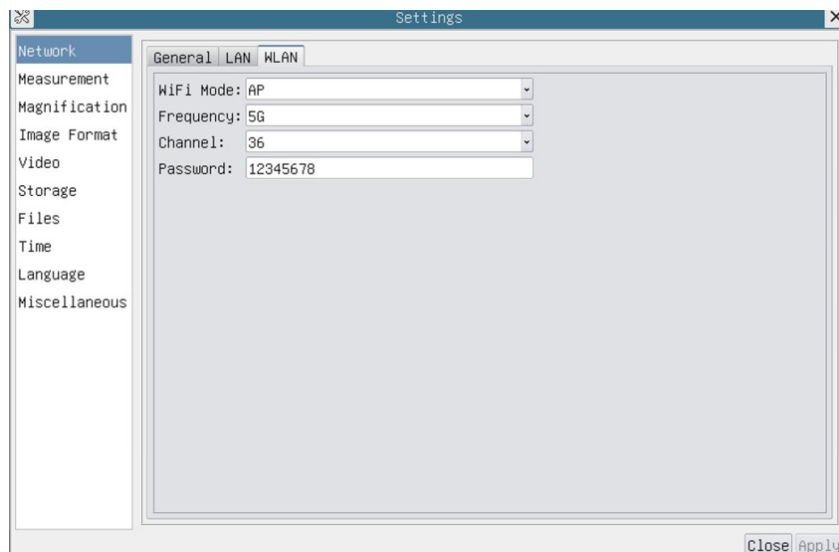 Settings
Network
Measurement
Magnification
Image Format
Video
Storage
Files
Time
Language
Miscellaneous
General LAN WLAN
WiFi Mode: AP
Frequency: 5G
Channel: 36
Password: 12345678
Close Apply